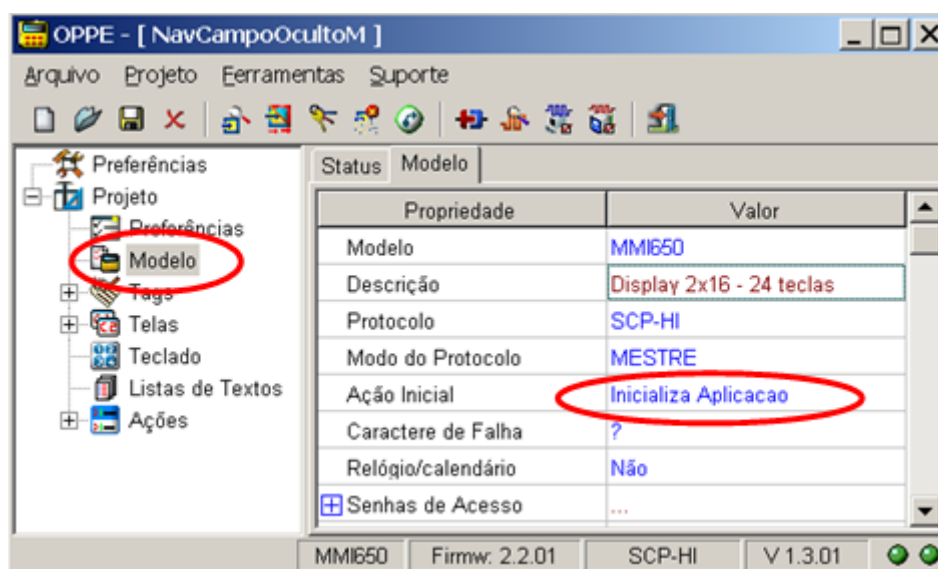 OPPE - [ NavCampoOcultoM ]
Arquivo Projeto Eerramentas Suporte
Preferências
Projeto
Preferências
Modelo
Tags
Telas
Teclado
Listas de Textos
Ações
Status Modelo
Propriedade Valor
Modelo MMI650
Descrição Display 2x16 - 24 teclas
Protocolo SCP-HI
Modo do Protocolo MESTRE
Ação Inicial Inicializa Aplicacao
Caractere de Falha ?
Relógio/calendário Não
Senhas de Acesso ...
MMI650 Firmw: 2.2.01 SCP-HI V 1.3.01